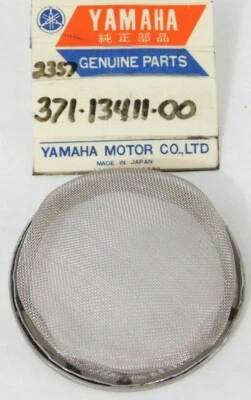 YAMAHA
純正部品
2357 GENUINE PARTS
371-13411-00
YAMAHA MOTOR CO.,LTD
MADE IN JAPAN